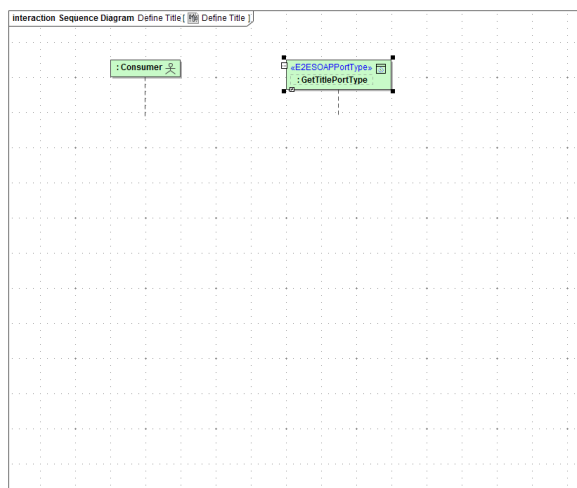 interaction Sequence Diagram Define Title [ Define Title ]
: Consumer
«E2ESOAPPortType»
: GetTitlePortType